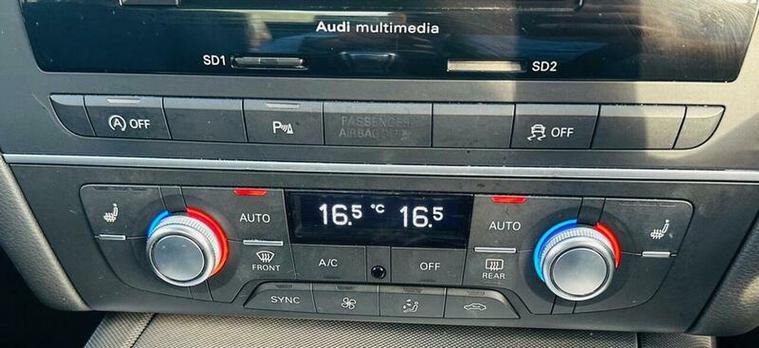 Audi multimedia
SD1 SD2
A OFF P PASSENGER OFF
AIRBAG OFF
AUTO 16.5 °C 16.5 AUTO
FRONT A/C OFF REAR
SYNC